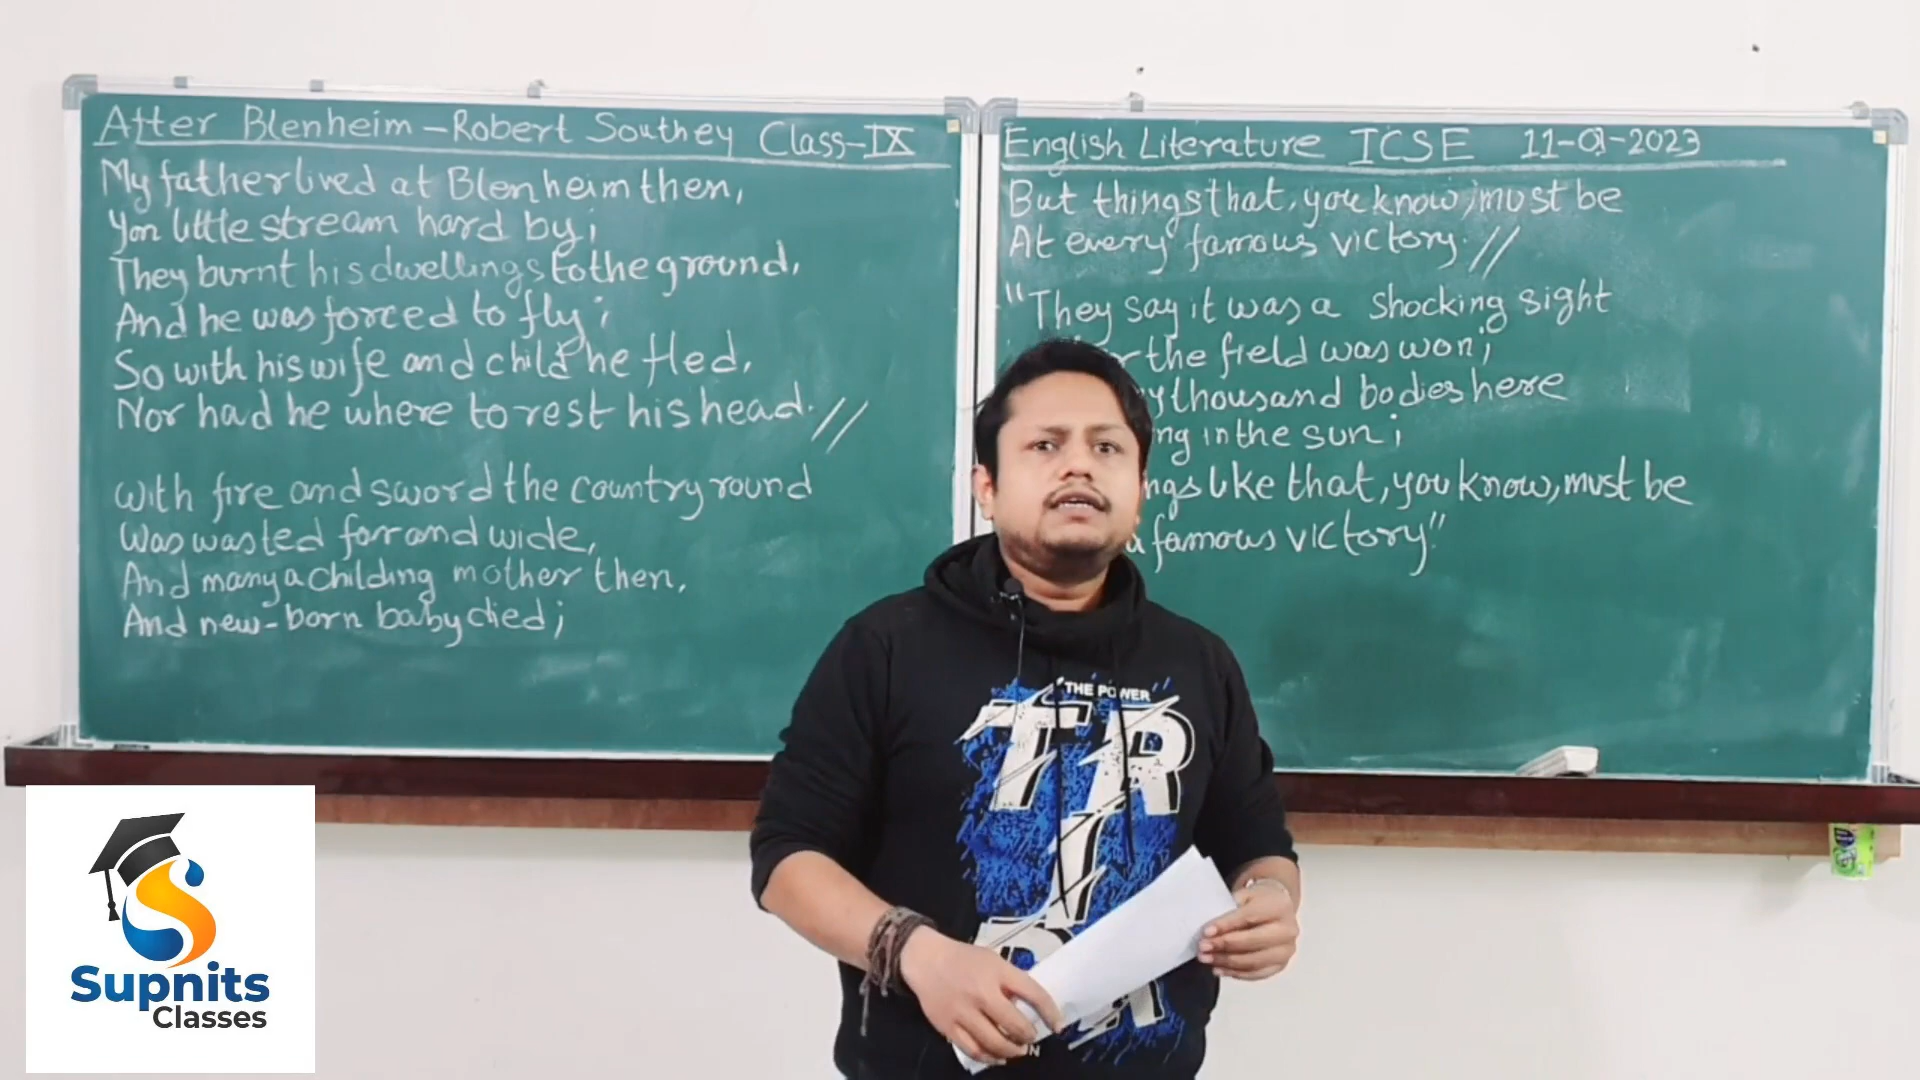 After Blenheim - Robert Southey Class-IX
My father lived at Blenheim then,
Yon little stream hard by;
They burnt his dwellings to the ground,
And he was forced to fly;
So with his wife and child he fled,
Nor had he where to rest his head. //
with fire and sword the country round
Was wasted far and wide,
And many a childing mother then,
And new-born baby died;
English Literature ICSE 11-01-2023
But things that, you know, must be
At every famous victory. //
"They say it was a shocking sight
the field was won;
thousand bodies here
in the sun;
like that, you know, must be
a famous victory"
THE POWER
TR
Supnits
Classes